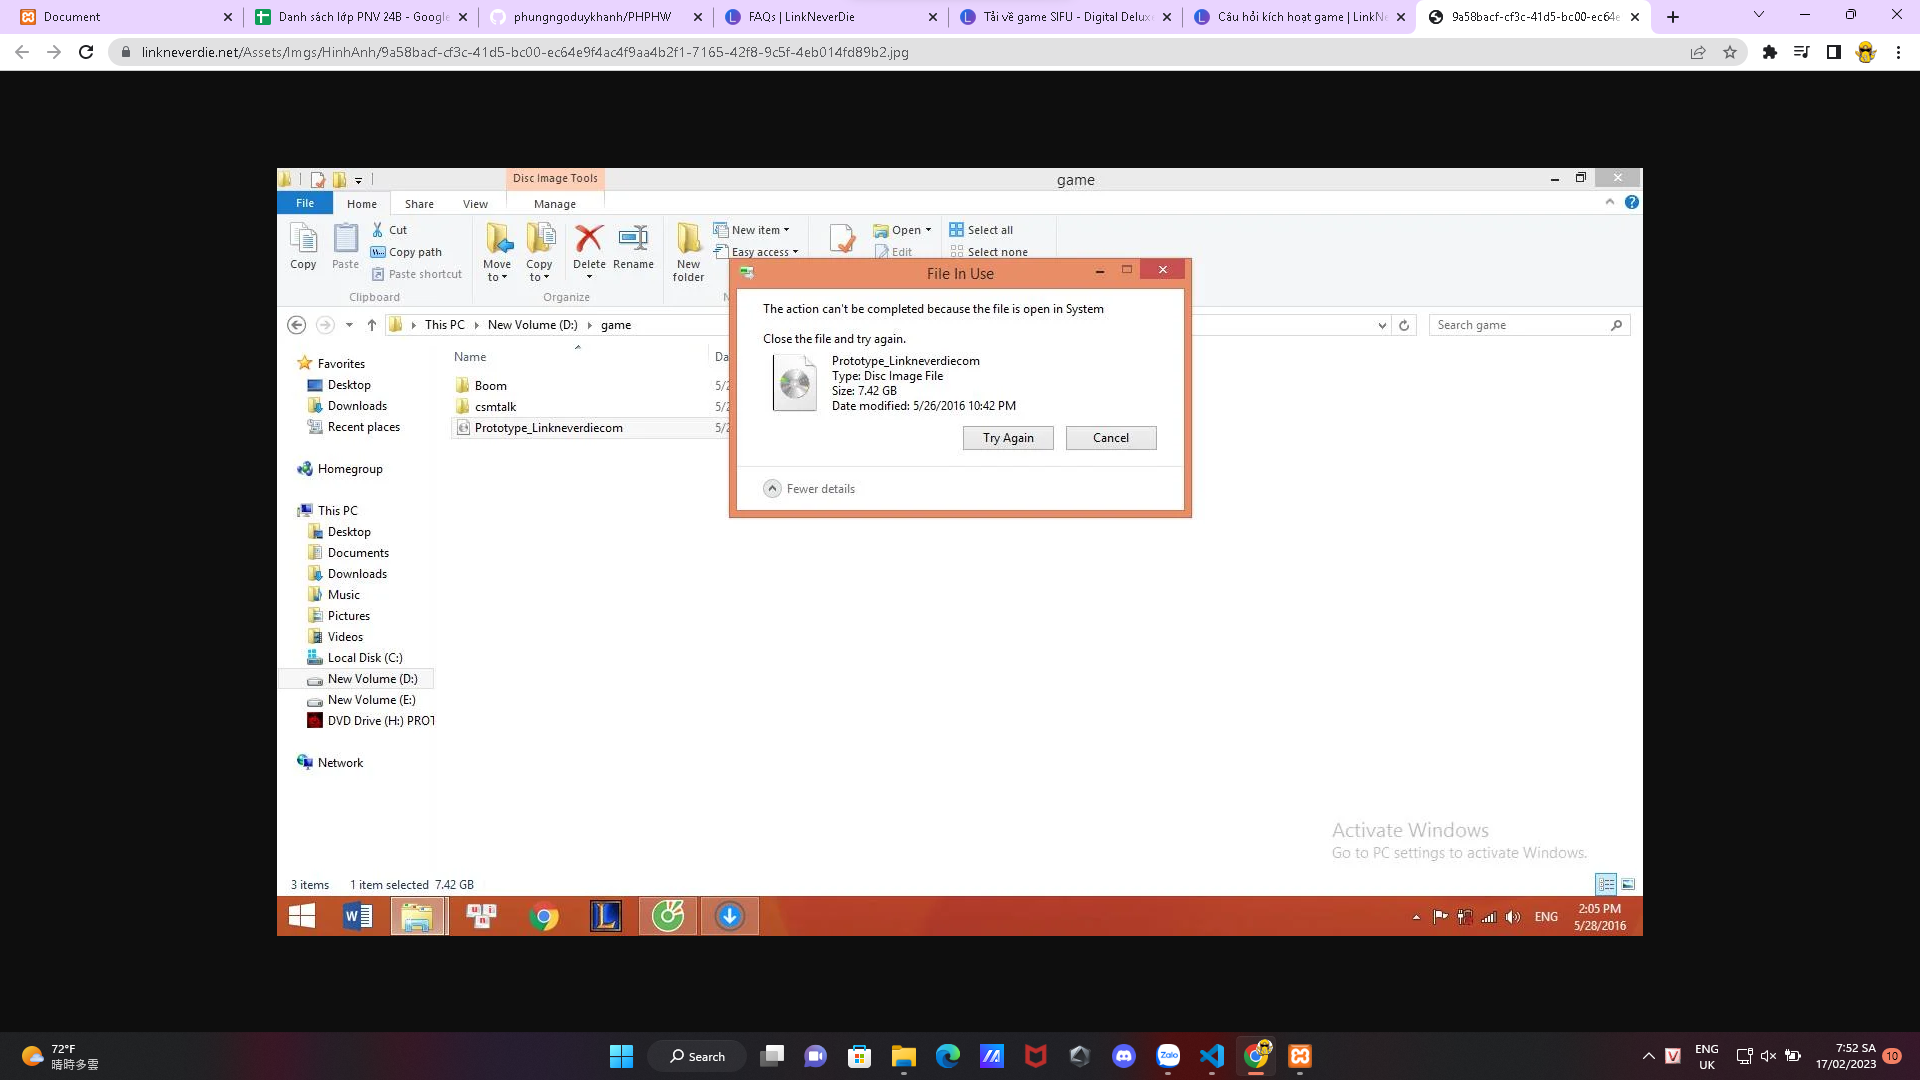 Document
Danh sách lớp PNV 24B - Google
phungngoduykhanh/PHPHW
FAQs | LinkNeverDie
Tải về game SIFU - Digital Delux
Câu hỏi kích hoạt game | LinkNe
9a58bacf-cf3c-41d5-bc00-ec64e
linkneverdie.net/Assets/Imgs/HinhAnh/9a58bacf-cf3c-41d5-bc00-ec64e9f4ac4f9aa4b2f1-7165-42f8-9c5f-4eb014fd89b2.jpg
Disc Image Tools
game
File
Home
Share
View
Manage
Copy
Paste
Cut
Copy path
Paste shortcut
Clipboard
Move to
Copy to
Delete
Rename
Organize
New folder
New item
Easy access
Open
Edit
Select all
Select none
This PC
New Volume (D:)
game
Search game
Favorites
Desktop
Downloads
Recent places
Homegroup
This PC
Desktop
Documents
Downloads
Music
Pictures
Videos
Local Disk (C:)
New Volume (D:)
New Volume (E:)
DVD Drive (H:) PROT
Network
Name
Da
Boom
5/2
csmtalk
5/2
Prototype_Linkneverdiecom
5/2
File In Use
The action can't be completed because the file is open in System
Close the file and try again.
Prototype_Linkneverdiecom
Type: Disc Image File
Size: 7.42 GB
Date modified: 5/26/2016 10:42 PM
Try Again
Cancel
Fewer details
Activate Windows
Go to PC settings to activate Windows.
3 items
1 item selected 7.42 GB
ENG
2:05 PM
5/28/2016
72°F
晴時多雲
Search
Zalo
ENG
UK
7:52 SA
17/02/2023
10